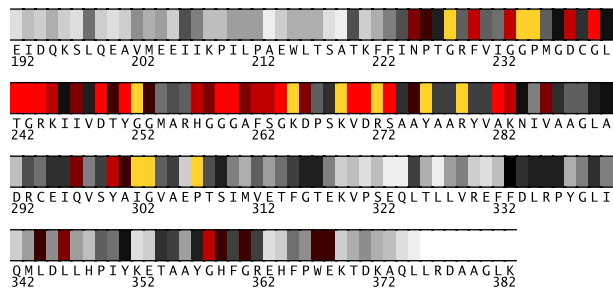 EIDQKSLQEAVMEEIIKPILPAEWLTSATKFFINPTGRFVIGGPMGDCGL
192 202 212 222 232
TGRKIIVDTYGGMARHGGGAFSGKDPSKVDRSAAYAARYVAKNIVAAGLA
242 252 262 272 282
DRCEIQVSYAIGVAEPTSIMVETFGTEKVPSEQLTLLVREFFDLRPYGLI
292 302 312 322 332
QMLDLLHPIYKETAAYGHFGREHFPWEKTDKAQLLRDAAGLK
342 352 362 372 382